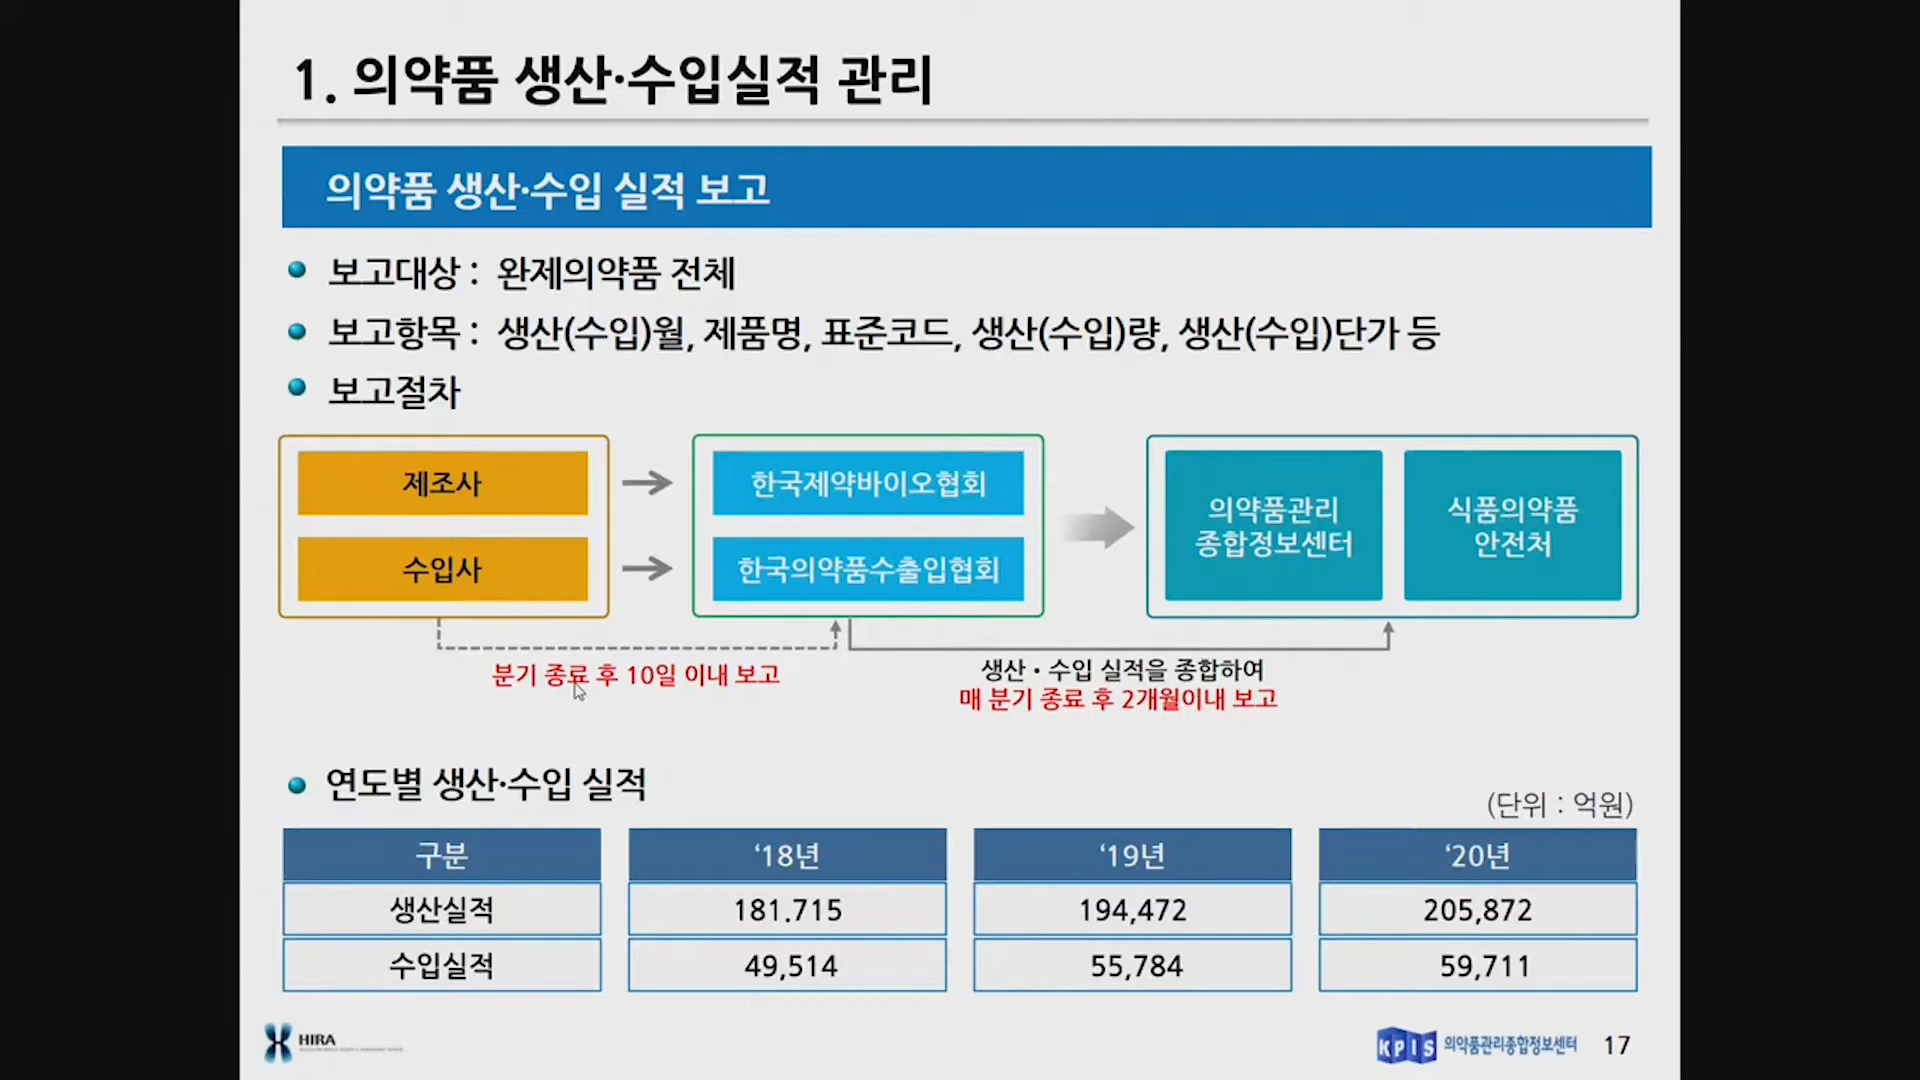 1. 의약품 생산·수입실적 관리
의약품 생산·수입 실적 보고
보고대상 : 완제의약품 전체
보고항목 : 생산(수입)월, 제품명, 표준코드, 생산(수입)량, 생산(수입)단가 등
보고절차
제조사
수입사
한국제약바이오협회
한국의약품수출입협회
의약품관리
종합정보센터
식품의약품
안전처
분기 종료 후 10일 이내 보고
생산·수입 실적을 종합하여
매 분기 종료 후 2개월이내 보고
연도별 생산·수입 실적
(단위 : 억원)
구분 ‘18년 ‘19년 ‘20년
생산실적 181.715 194,472 205,872
수입실적 49,514 55,784 59,711
HIRA
KPIS 의약품관리종합정보센터 17